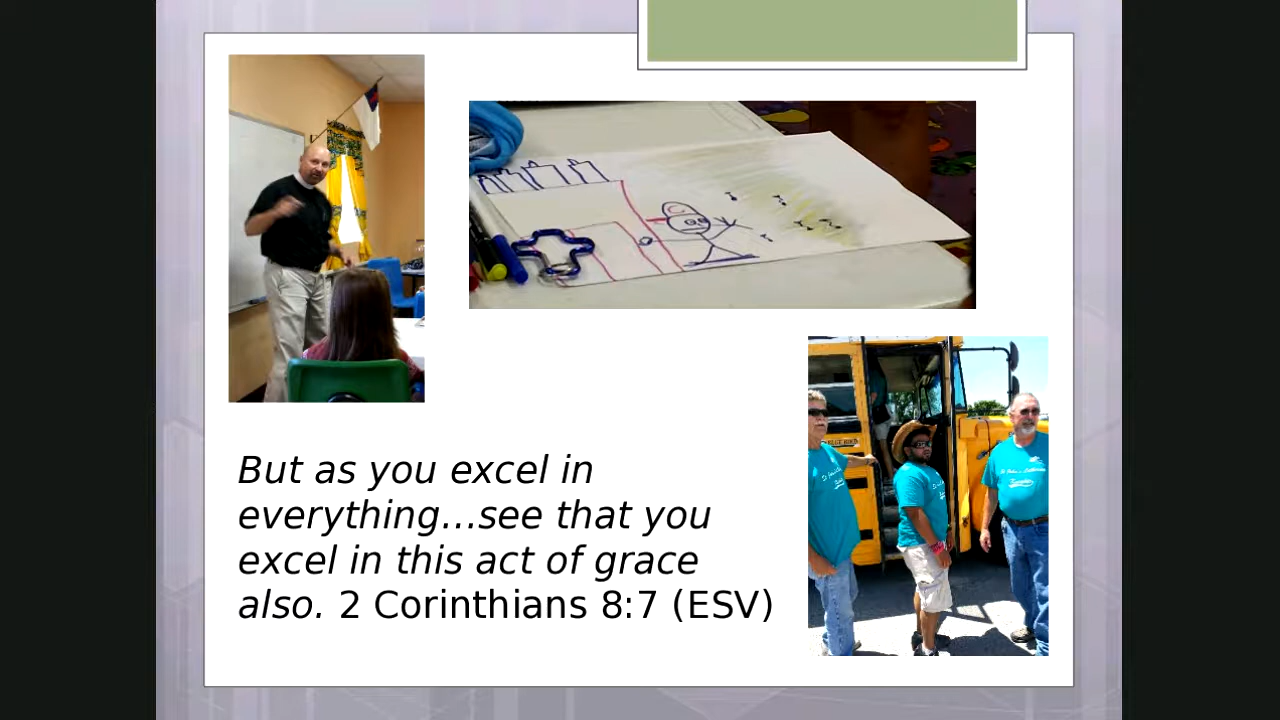 But as you excel in
everything...see that you
excel in this act of grace
also. 2 Corinthians 8:7 (ESV)